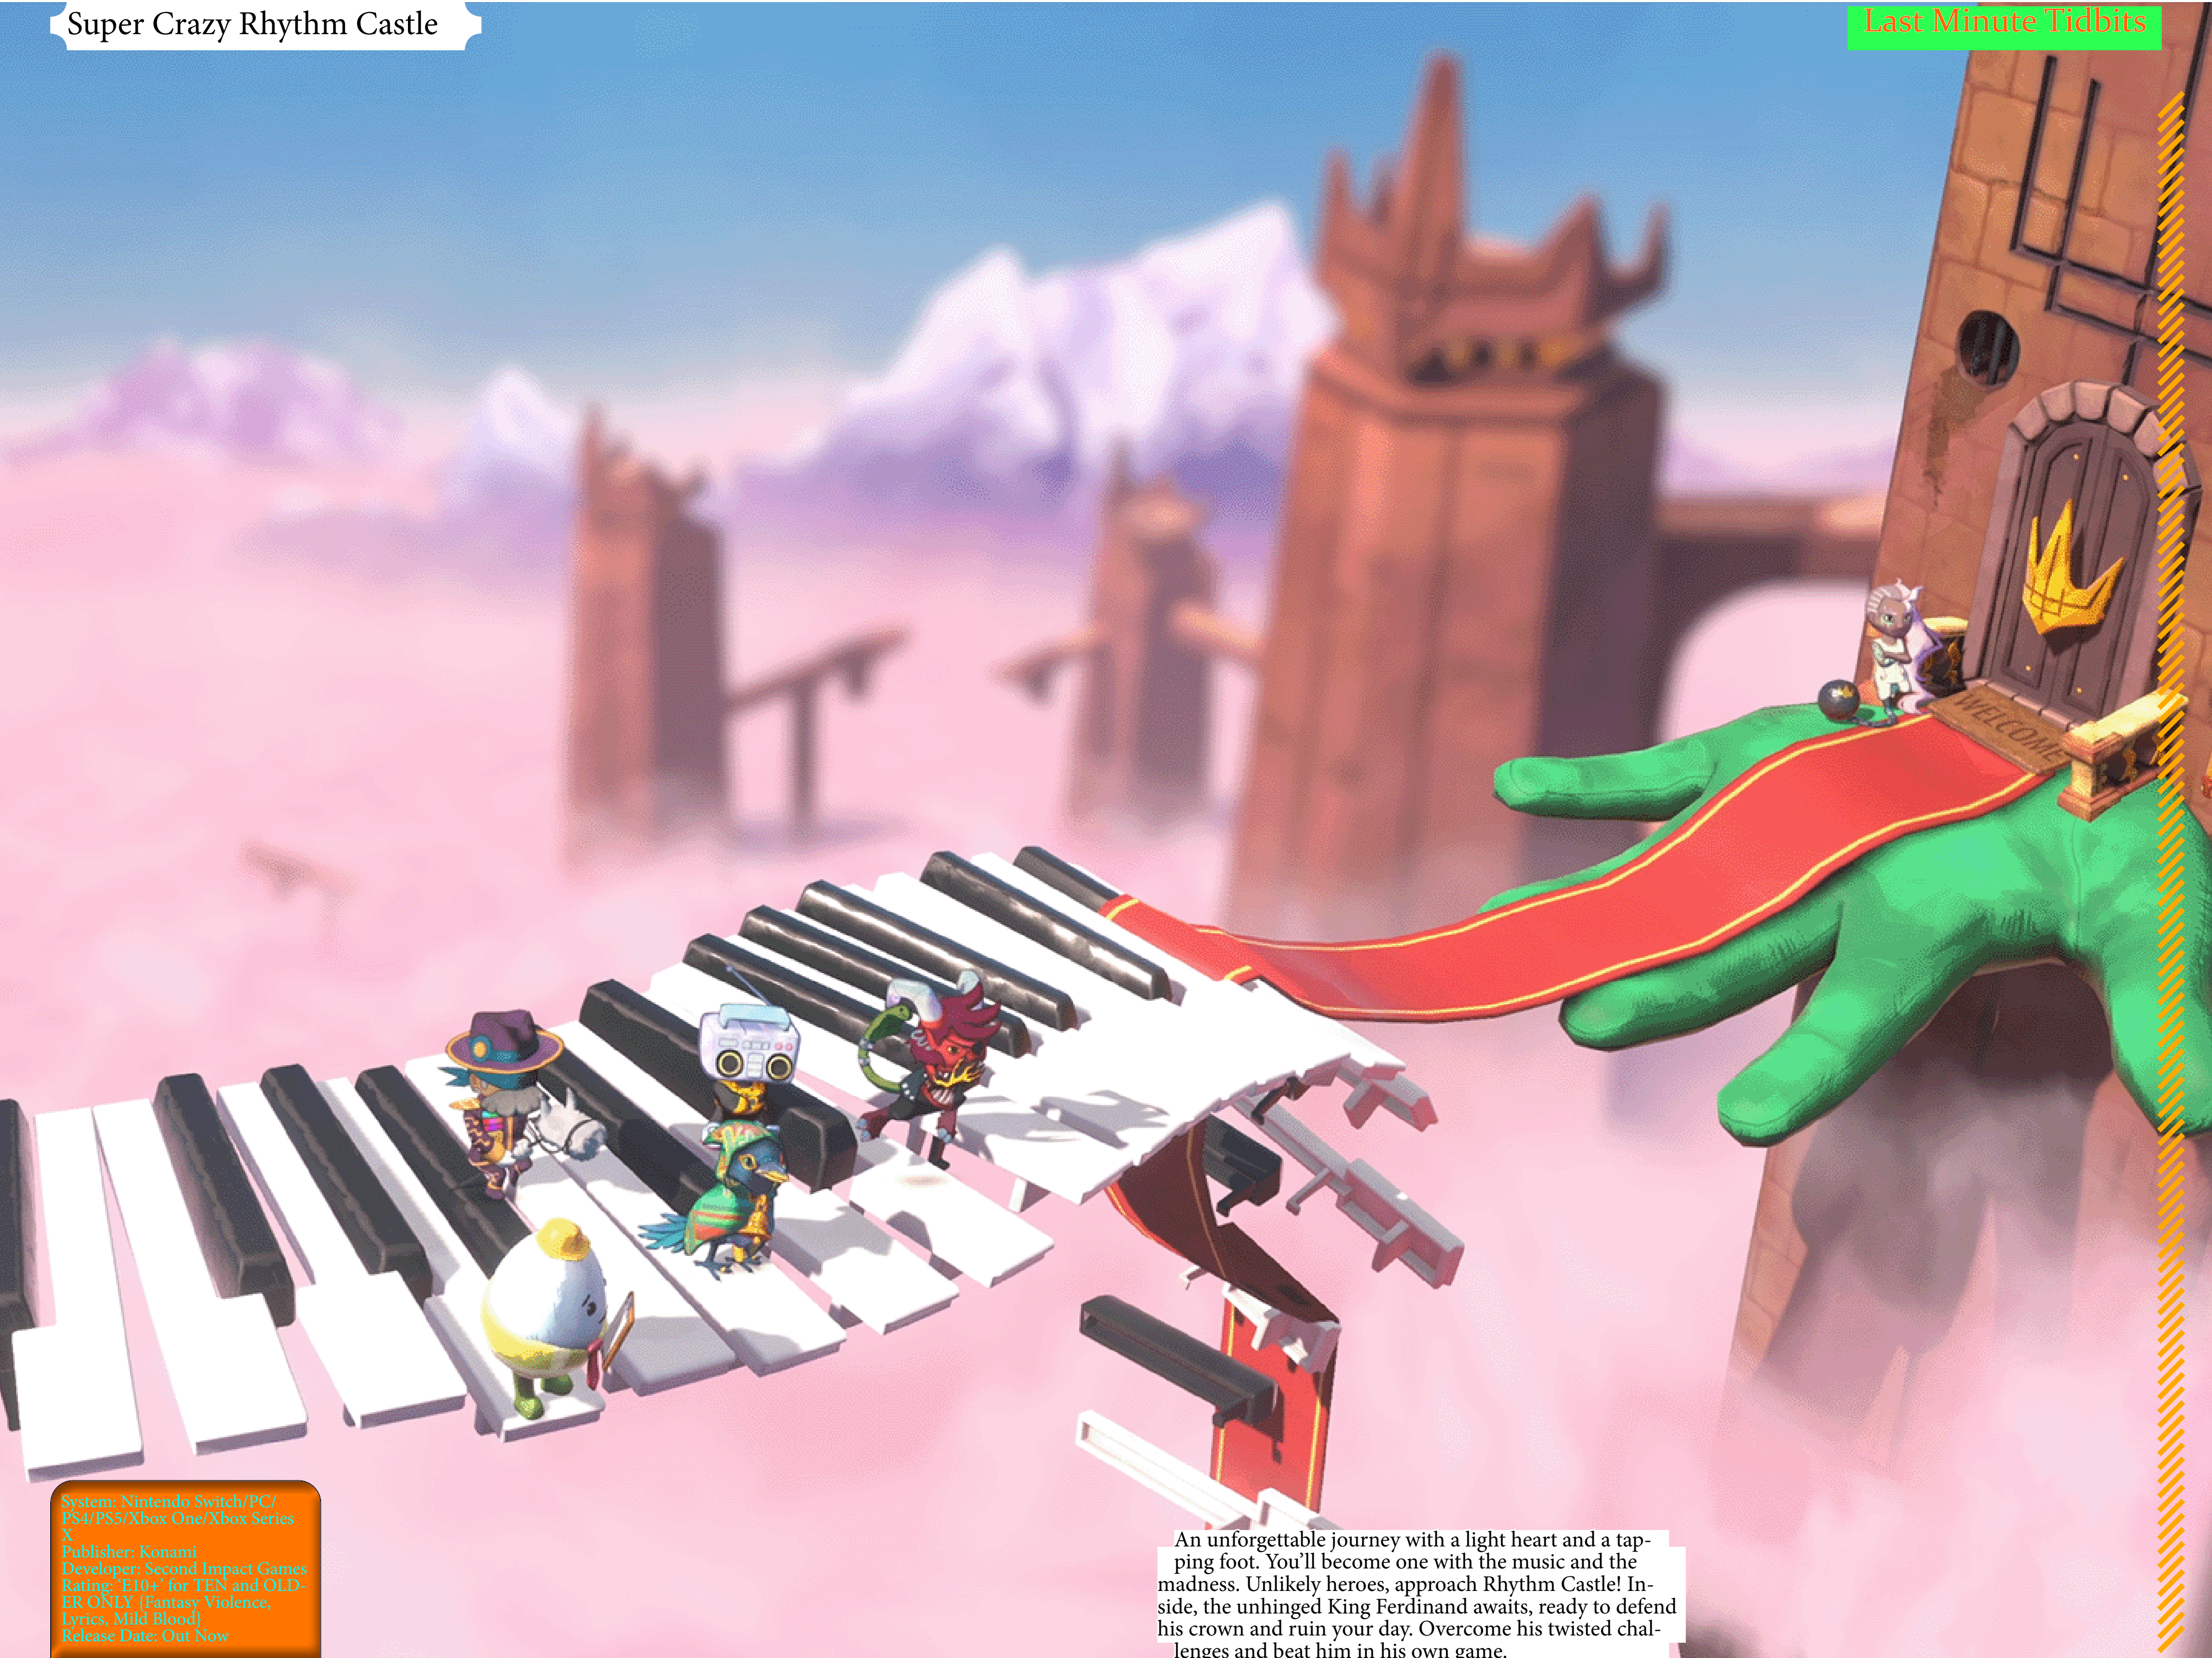 Super Crazy Rhythm Castle
Last Minute Tidbits
WELCOME
System: Nintendo Switch/PC/
PS4/PS5/Xbox One/Xbox Series
X
Publisher: Konami
Developer: Second Impact Games
Rating: 'E10+' for TEN and OLD-
ER ONLY {Fantasy Violence,
Lyrics, Mild Blood}
Release Date: Out Now
An unforgettable journey with a light heart and a tap-
ping foot. You'll become one with the music and the
madness. Unlikely heroes, approach Rhythm Castle! In-
side, the unhinged King Ferdinand awaits, ready to defend
his crown and ruin your day. Overcome his twisted chal-
lenges and beat him in his own game.